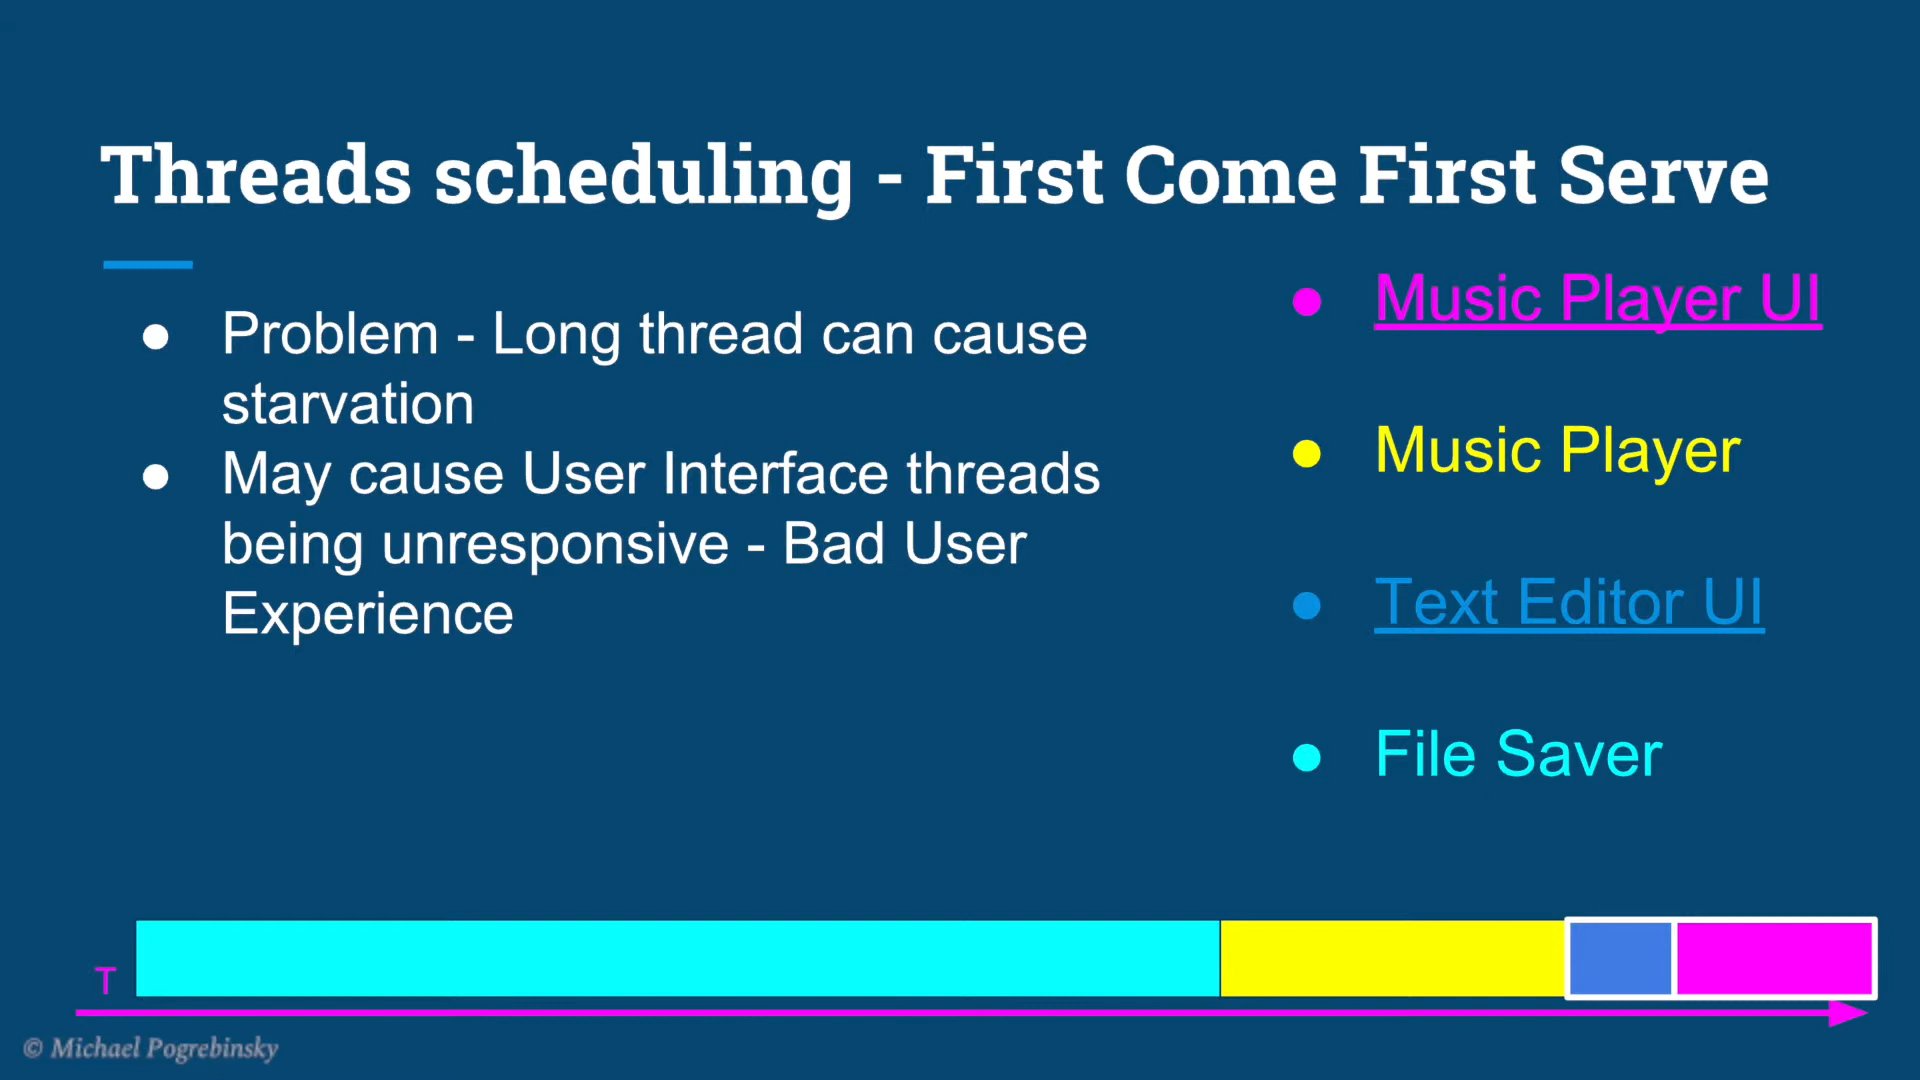 Threads scheduling - First Come First Serve
● Problem - Long thread can cause
starvation
● May cause User Interface threads
being unresponsive - Bad User
Experience
● Music Player UI
● Music Player
● Text Editor UI
● File Saver
T
© Michael Pogrebinsky